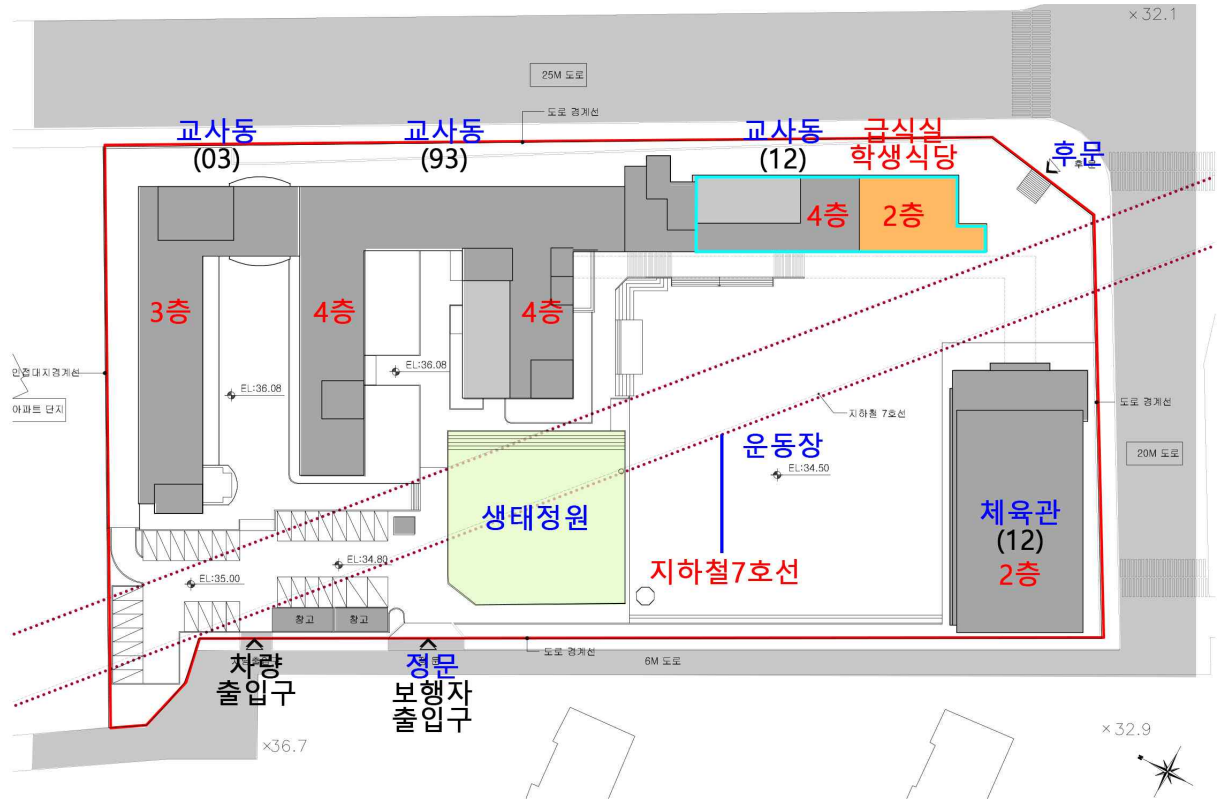 ×32.1
25M 도로
도로 경계선
교사동
(03)
교사동
(93)
교사동
(12)
급식실
학생식당
후문
후문
4층
2층
3층
4층
4층
인접대지경계선
아파트 단지
EL:36.08
EL:36.08
지하철 7호선
도로 경계선
운동장
EL:34.50
20M 도로
생태정원
체육관
(12)
2층
지하철7호선
EL:34.80
EL:35.00
창고
창고
차량
출입구
정문
보행자
출입구
도로 경계선
6M 도로
×36.7
×32.9